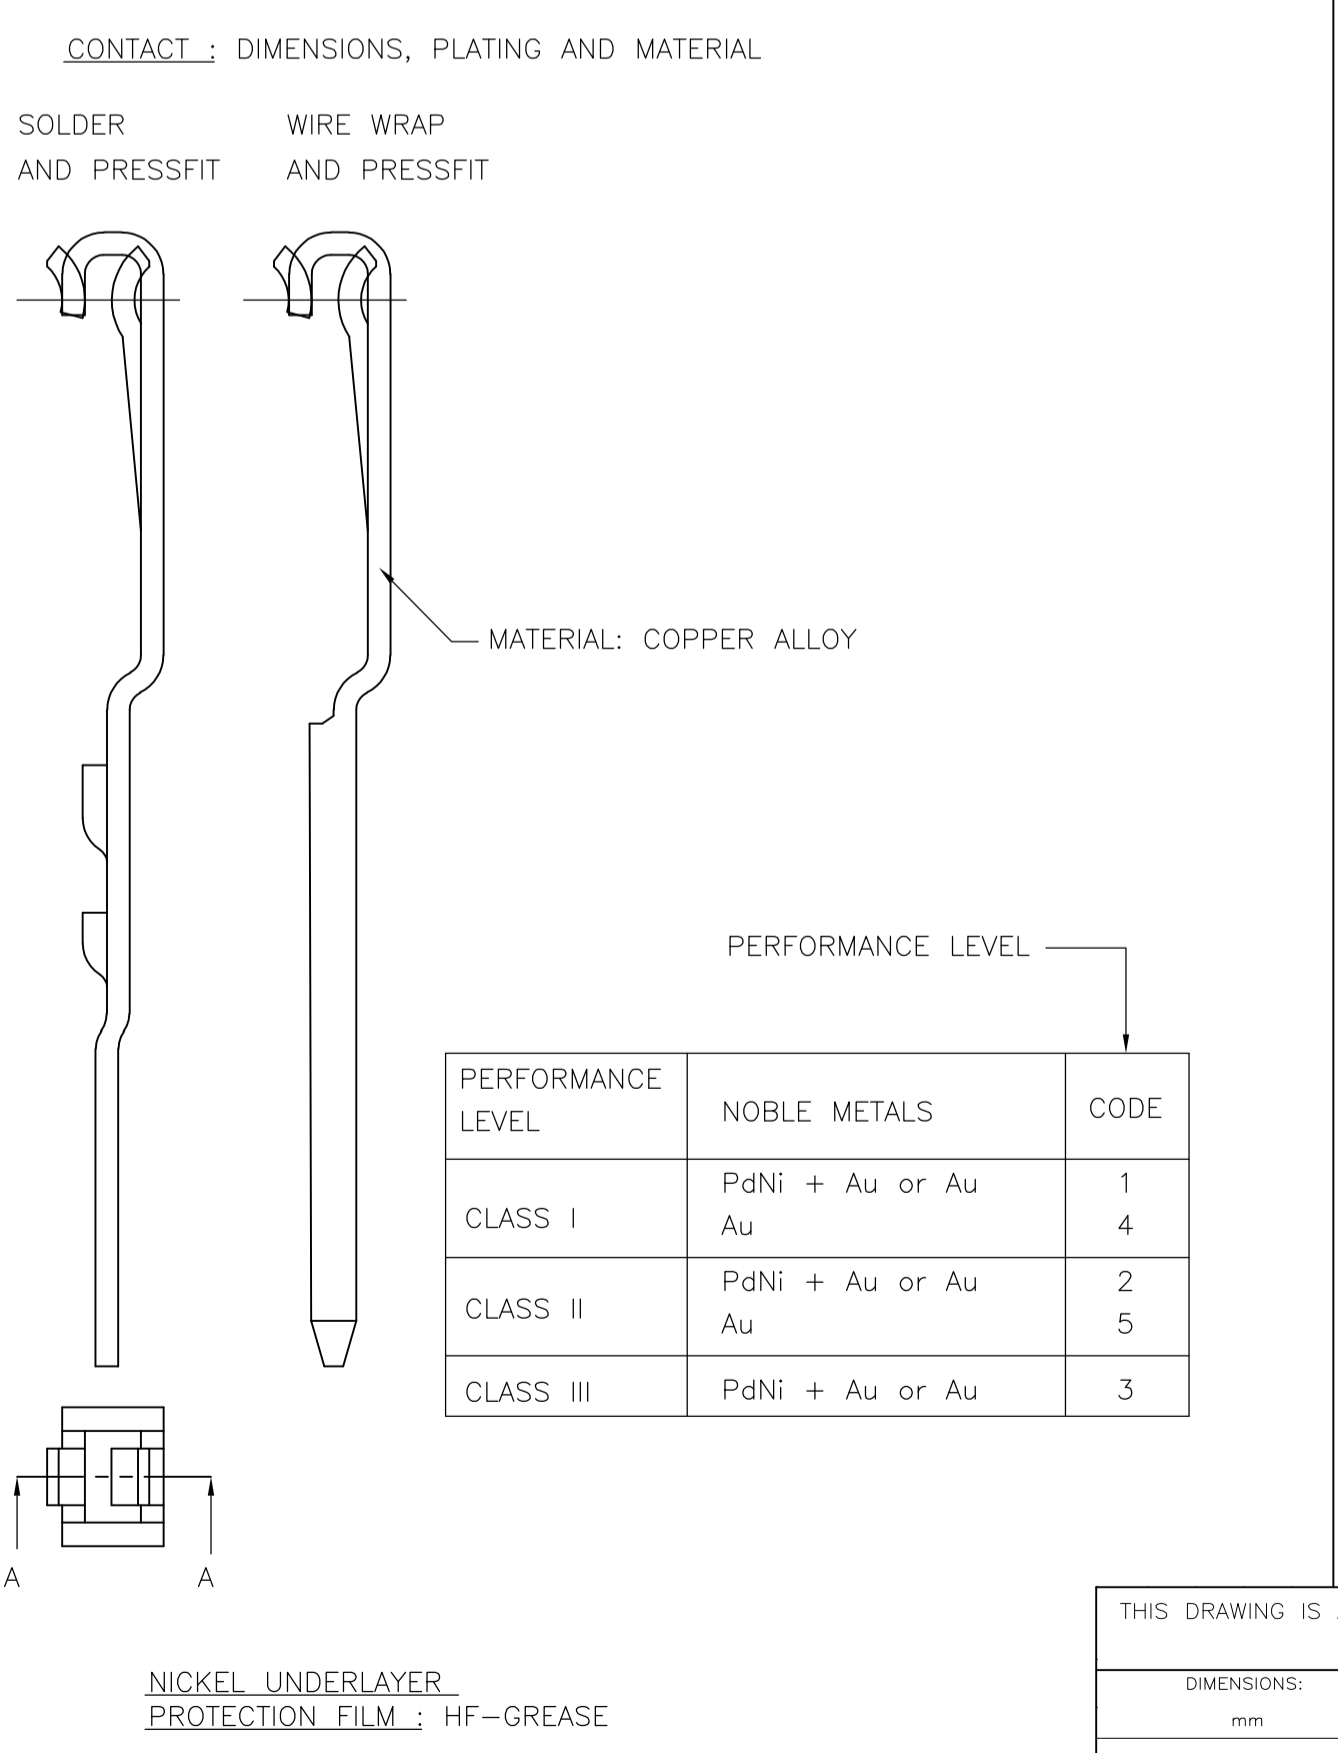 CONTACT : DIMENSIONS, PLATING AND MATERIAL
SOLDER
AND PRESSFIT
WIRE WRAP
AND PRESSFIT
MATERIAL: COPPER ALLOY
PERFORMANCE LEVEL
PERFORMANCE
LEVEL
NOBLE METALS
CODE
CLASS I
PdNi + Au or Au
1
Au
4
CLASS II
PdNi + Au or Au
2
Au
5
CLASS III
PdNi + Au or Au
3
A
A
THIS DRAWING IS
NICKEL UNDERLAYER
PROTECTION FILM : HF-GREASE
DIMENSIONS:
mm